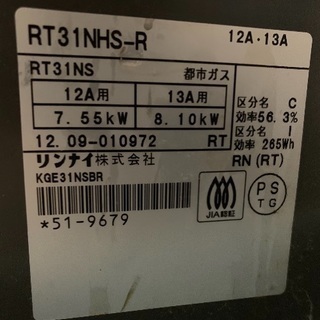 RT31NHS-R 12A・13A
RT31NS 都市ガス
12A用 13A用 区分名 C
7.55kW 8.10kW 効率56.3%
区分名 I
12.09-010972 RT 効率 265Wh
リンナイ株式会社 RN (RT)
KGE31NSBR
JIA認証
PS
TG
*51-9679